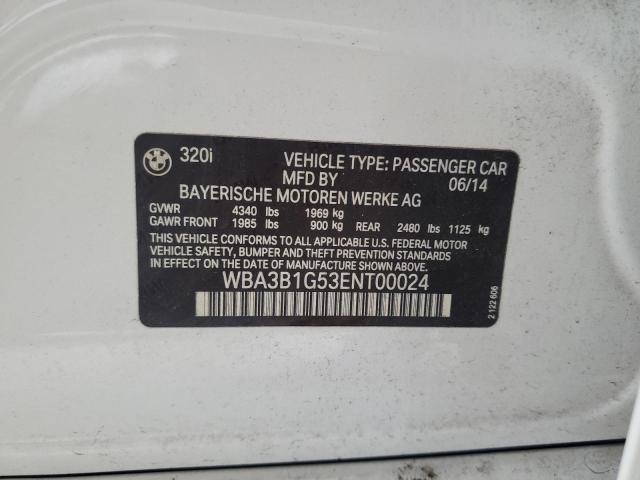 320i VEHICLE TYPE: PASSENGER CAR
MFD BY 06/14
BAYERISCHE MOTOREN WERKE AG
GVWR 4340 lbs 1969 kg
GAWR FRONT 1985 lbs 900 kg REAR 2480 lbs 1125 kg
THIS VEHICLE CONFORMS TO ALL APPLICABLE U.S. FEDERAL MOTOR
VEHICLE SAFETY, BUMPER AND THEFT PREVENTION STANDARDS IN
EFFECT ON THE DATE OF MANUFACTURE SHOWN ABOVE.
WBA3B1G53ENT00024
2 122 606